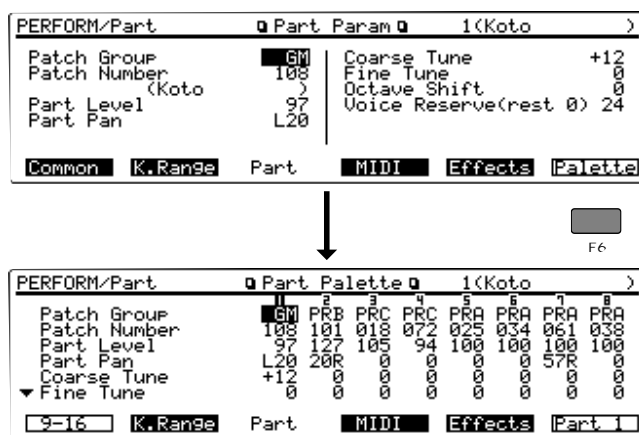 PERFORM/Part Part Param 1(Koto )
Patch Group GM
Patch Number 108
(Koto )
Part Level 97
Part Pan L20
Coarse Tune +12
Fine Tune 0
Octave Shift 0
Voice Reserve(rest 0) 24
Common K.Range Part MIDI Effects Palette
F6
PERFORM/Part Part Palette 1(Koto )
1 2 3 4 5 6 7 8
Patch Group GM PRB PRC PRC PRA PRA PRA PRA
Patch Number 108 101 018 072 025 034 061 038
Part Level 97 127 105 94 100 100 100 100
Part Pan L20 20R 0 0 0 0 57R 0
Coarse Tune +12 0 0 0 0 0 0 0
Fine Tune 0 0 0 0 0 0 0 0
9-16 K.Range Part MIDI Effects Part 1